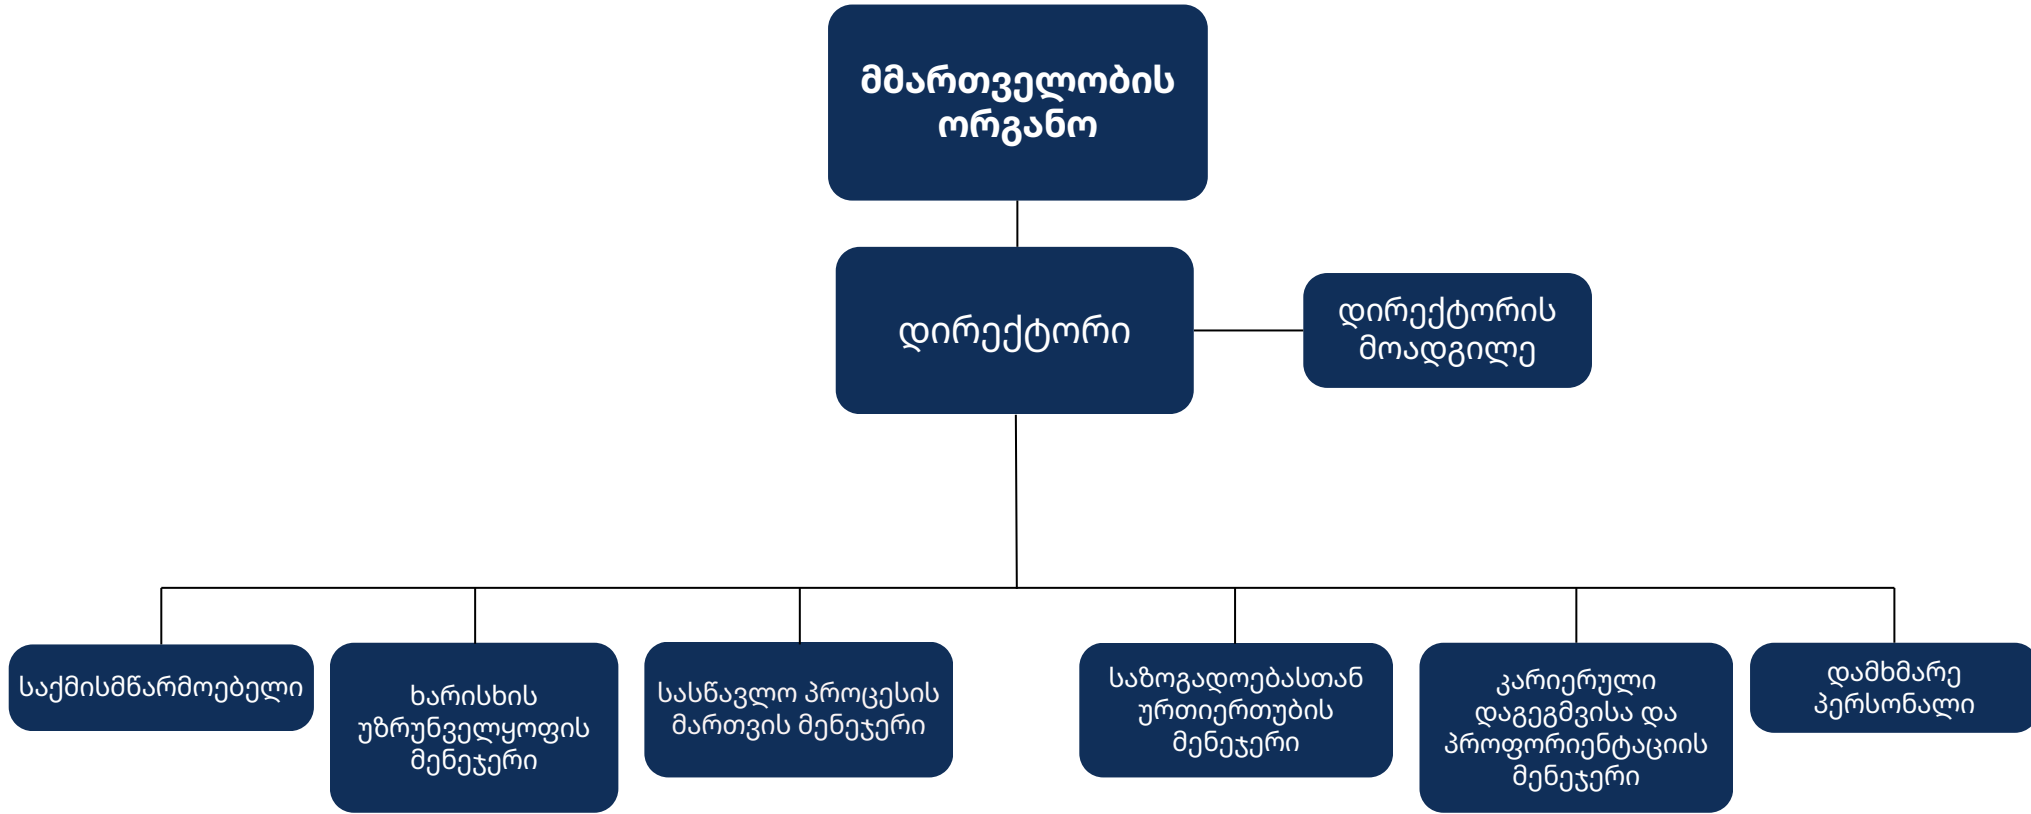 მმართველობის
ორგანო
დირექტორი
დირექტორის
მოადგილე
საქმისმწარმოებელი
ხარისხის
უზრუნველყოფის
მენეჯერი
სასწავლო პროცესის
მართვის მენეჯერი
საზოგადოებასთან
ურთიერთუბის
მენეჯერი
კარიერული
დაგეგმვისა და
პროფორიენტაციის
მენეჯერი
დამხმარე
პერსონალი